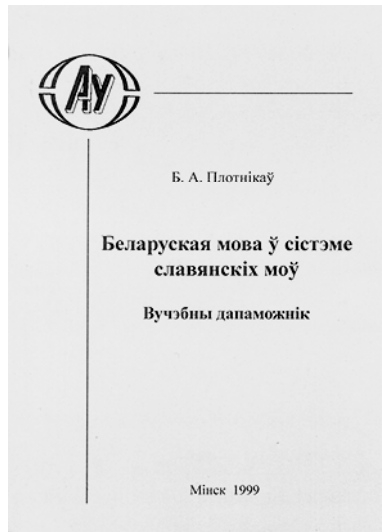 АУ
Б. А. Плотнікаў
Беларуская мова ў сістэме
славянскіх моў
Вучэбны дапаможнік
Мінск 1999